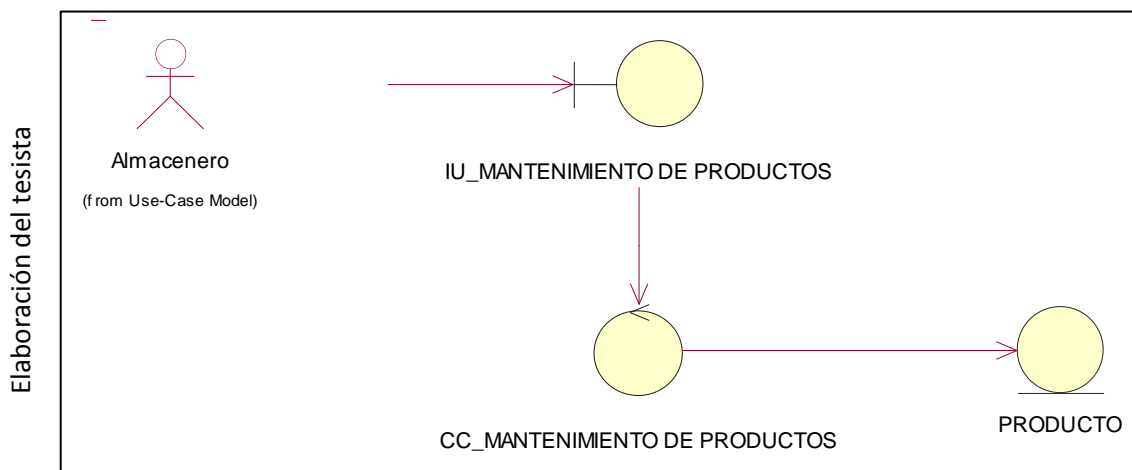 Elaboración del tesista
Almacenero
(from Use-Case Model)
IU_MANTENIMIENTO DE PRODUCTOS
CC_MANTENIMIENTO DE PRODUCTOS
PRODUCTO